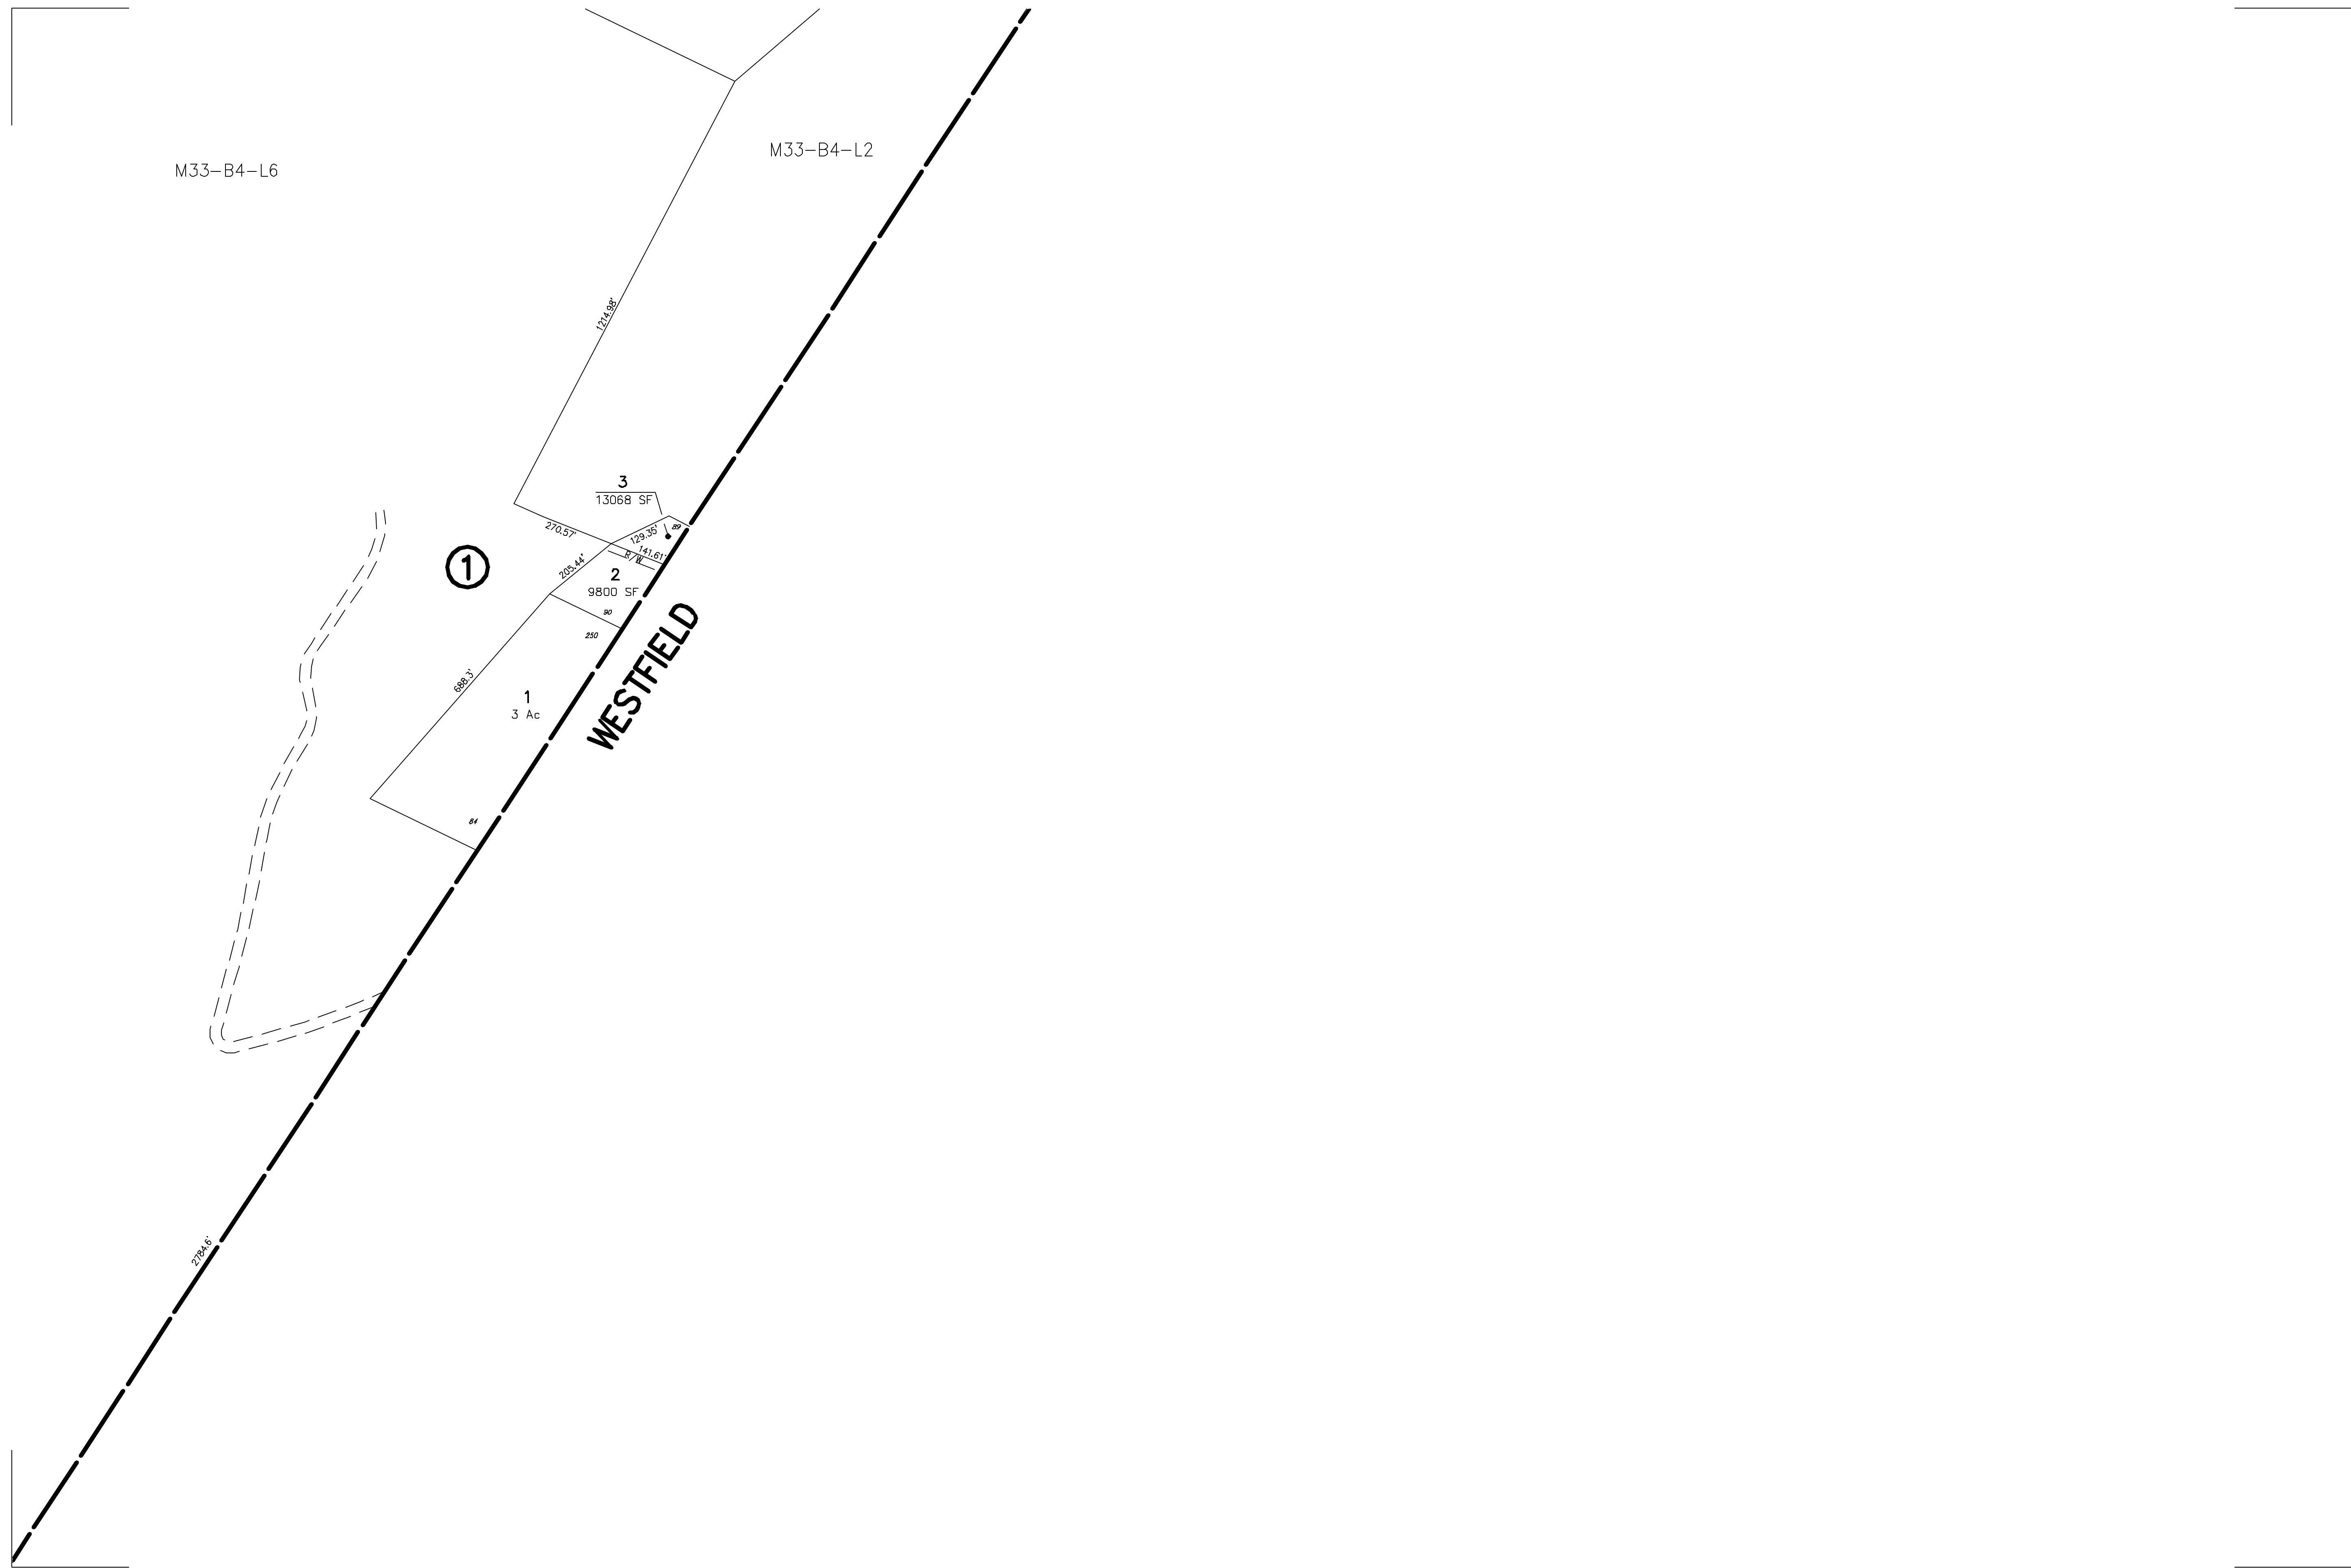 M33-B4-L2
M33-B4-L6
1214.98'
3
13068 SF
89
270.57'
129.35'
141.61'
R/W
1
205.44'
2
9800 SF
90
250
WESTFIELD
688.3'
1
3 Ac
84
2784.6'